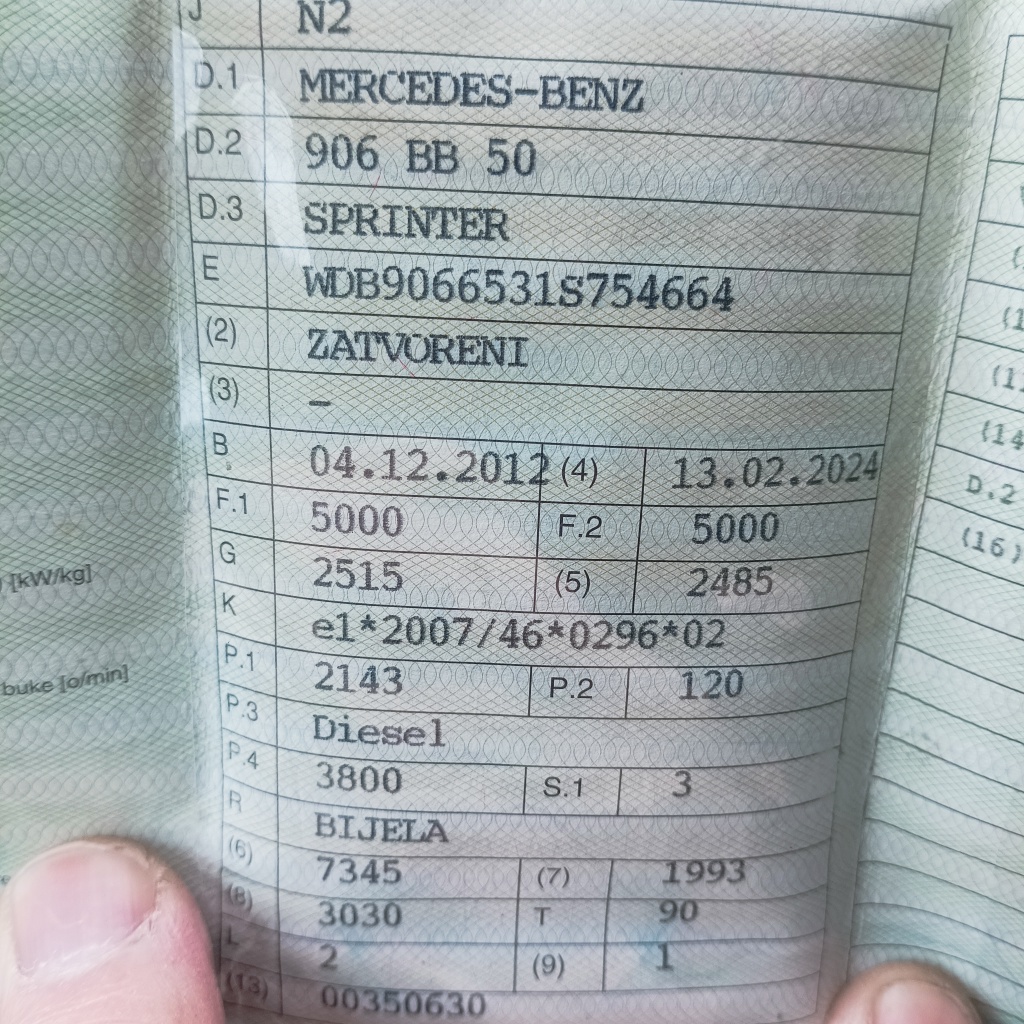 J N2
D.1 MERCEDES-BENZ
D.2 906 BB 50
D.3 SPRINTER
E WDB9066531S754664
(2) ZATVORENI
(3) –
B 04.12.2012 (4) 13.02.2024
F.1 5000 F.2 5000
G 2515 (5) 2485
K e1*2007/46*0296*02
P.1 2143 P.2 120
P.3 Diesel
P.4 3800 S.1 3
R BIJELA
(6) 7345 (7) 1993
(8) 3030 T 90
L 2 (9) 1
(13) 00350630
[kW/kg]
buke [o/min]
(14
D.2
(16)